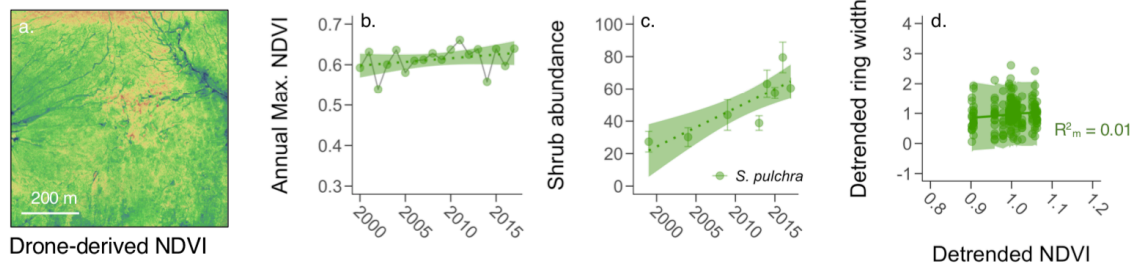 a.
200 m
Drone-derived NDVI
b.
Annual Max. NDVI
0.7
0.6
0.5
0.4
0.3
2000
2005
2010
2015
c.
Shrub abundance
100
80
60
40
20
0
S. pulchra
2000
2005
2010
2015
d.
Detrended ring width
4
3
2
1
0
-1
R²m = 0.01
0.8
0.9
1.0
1.1
1.2
Detrended NDVI